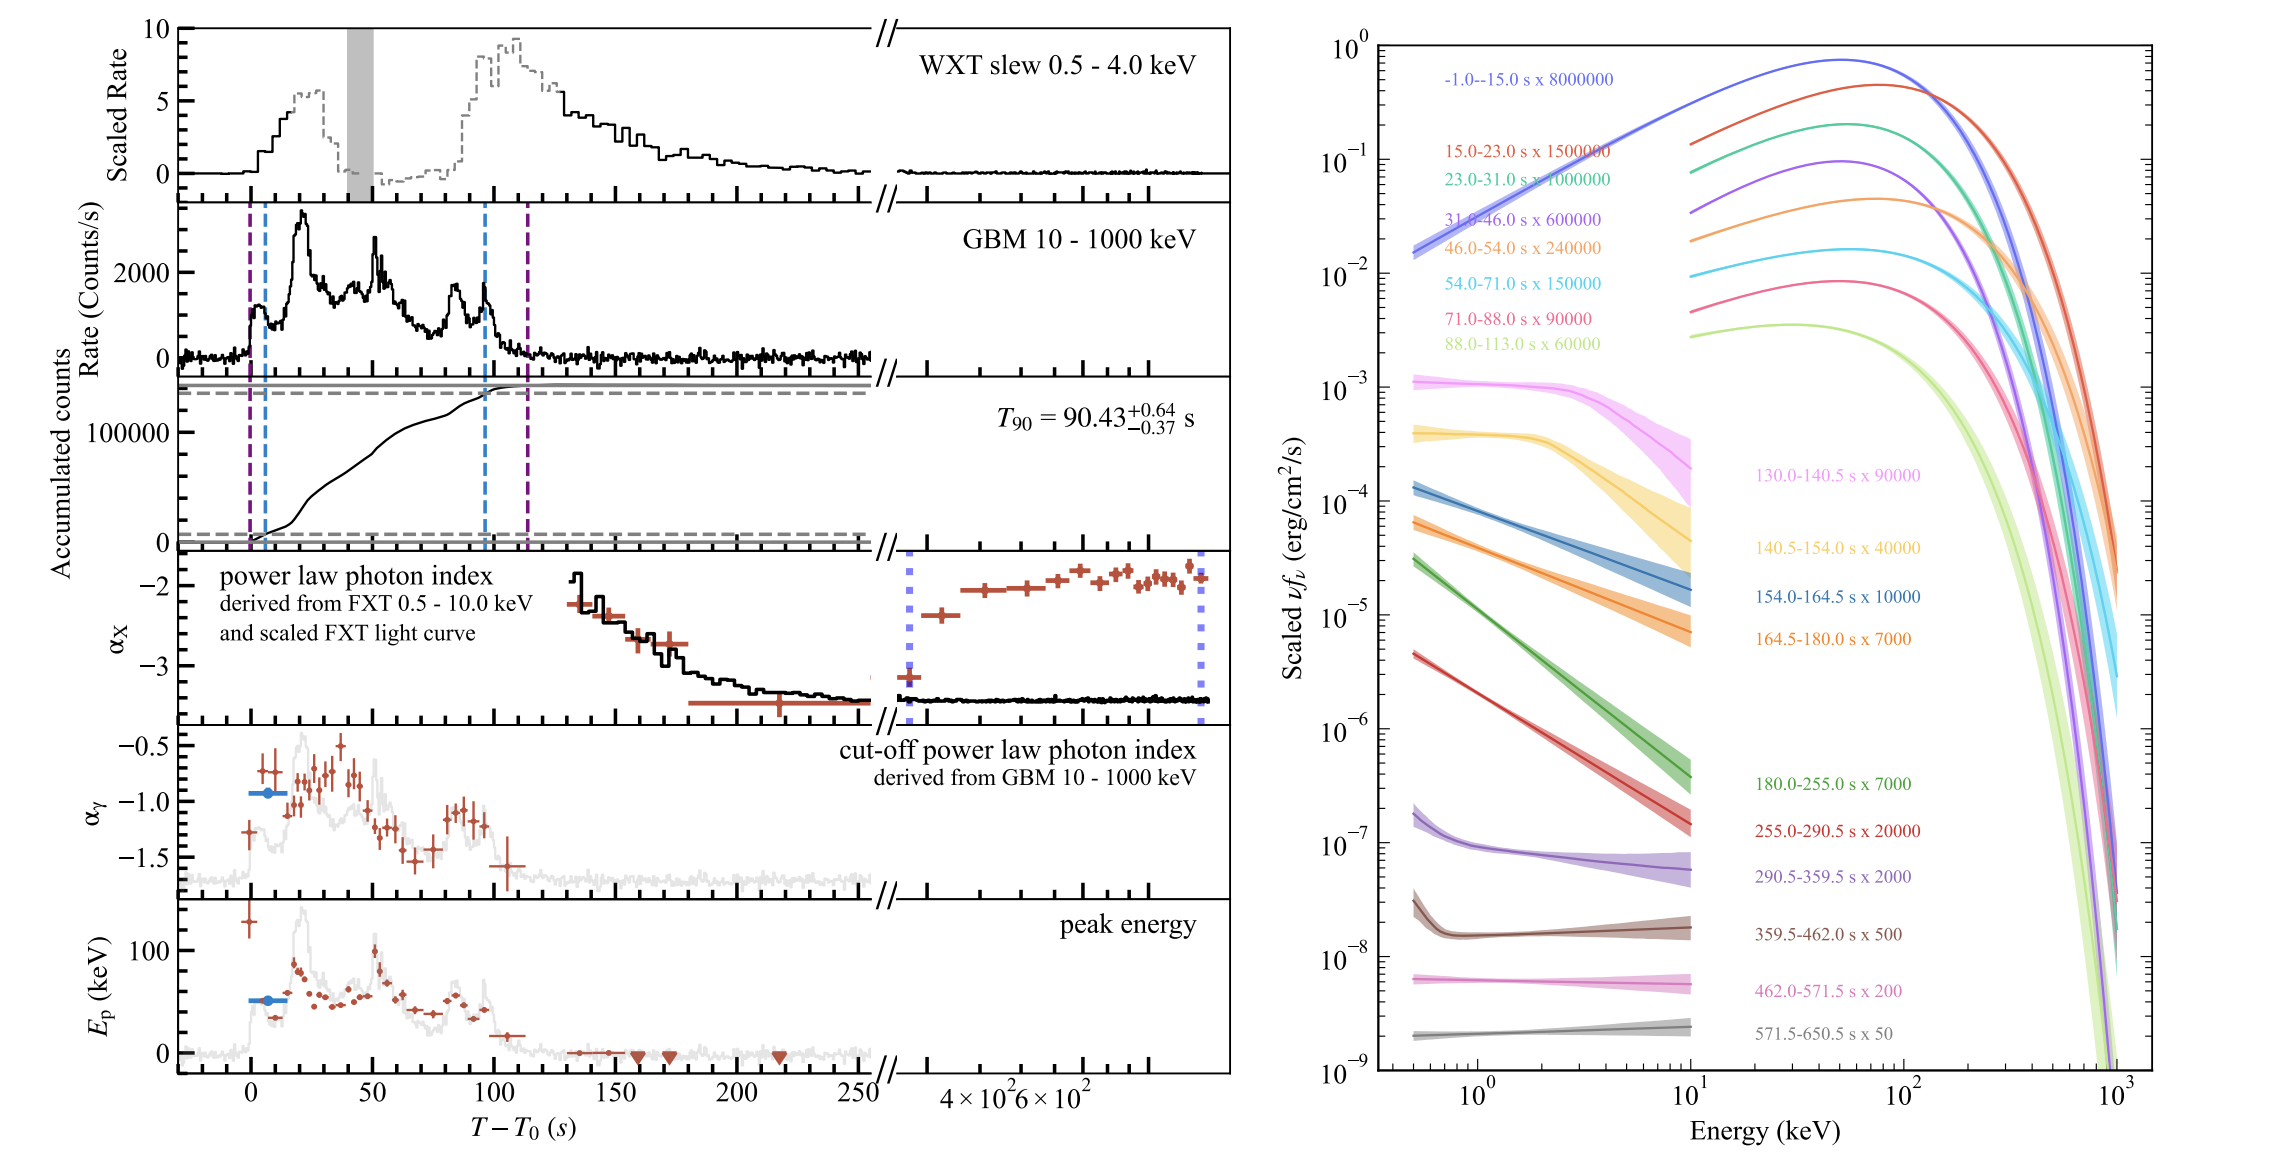 Scaled Rate
10
5
0
WXT slew 0.5 - 4.0 keV
Rate (Counts/s)
2000
0
GBM 10 - 1000 keV
Accumulated counts
100000
0
T₉₀ = 90.43⁺⁰·⁶⁴₋₀.₃₇ s
αX
−2
−3
power law photon index
derived from FXT 0.5 - 10.0 keV
and scaled FXT light curve
αγ
−0.5
−1.0
−1.5
cut-off power law photon index
derived from GBM 10 - 1000 keV
Eₚ (keV)
100
0
peak energy
0 50 100 150 200 250 4 × 10² 6 × 10²
T − T₀ (s)
Scaled νfν (erg/cm²/s)
10⁰
10⁻¹
10⁻²
10⁻³
10⁻⁴
10⁻⁵
10⁻⁶
10⁻⁷
10⁻⁸
10⁻⁹
-1.0--15.0 s x 8000000
15.0-23.0 s x 1500000
23.0-31.0 s x 1000000
31.0-46.0 s x 600000
46.0-54.0 s x 240000
54.0-71.0 s x 150000
71.0-88.0 s x 90000
88.0-113.0 s x 60000
130.0-140.5 s x 90000
140.5-154.0 s x 40000
154.0-164.5 s x 10000
164.5-180.0 s x 7000
180.0-255.0 s x 7000
255.0-290.5 s x 20000
290.5-359.5 s x 2000
359.5-462.0 s x 500
462.0-571.5 s x 200
571.5-650.5 s x 50
10⁰ 10¹ 10² 10³
Energy (keV)